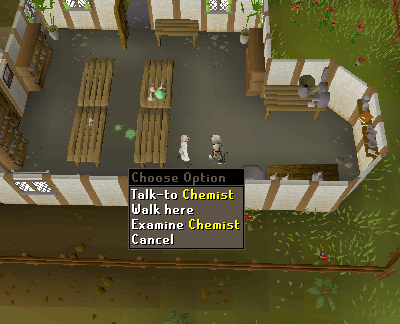 Choose Option
Talk-to Chemist
Walk here
Examine Chemist
Cancel